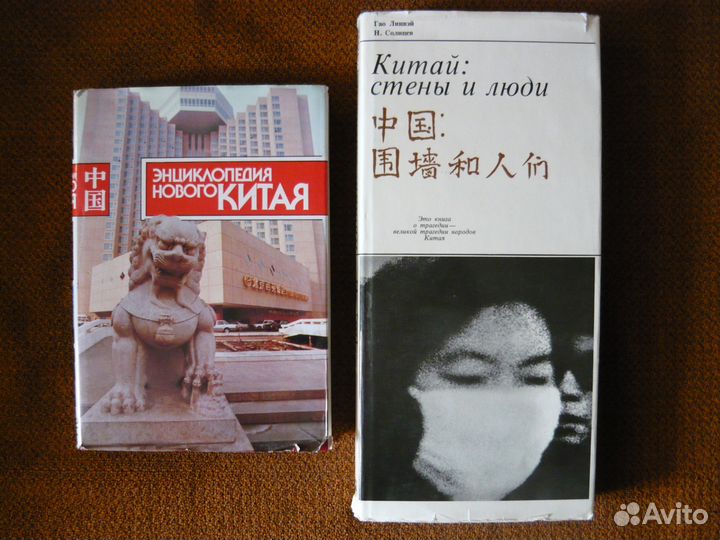 中国
ЭНЦИКЛОПЕДИЯ
НОВОГО КИТАЯ
Гао Линвэй
Н. Солнцев
Китай:
стены и люди
中国:
围墙和人们
Это книга
о трагедии—
великой трагедии народов
Китая
Avito